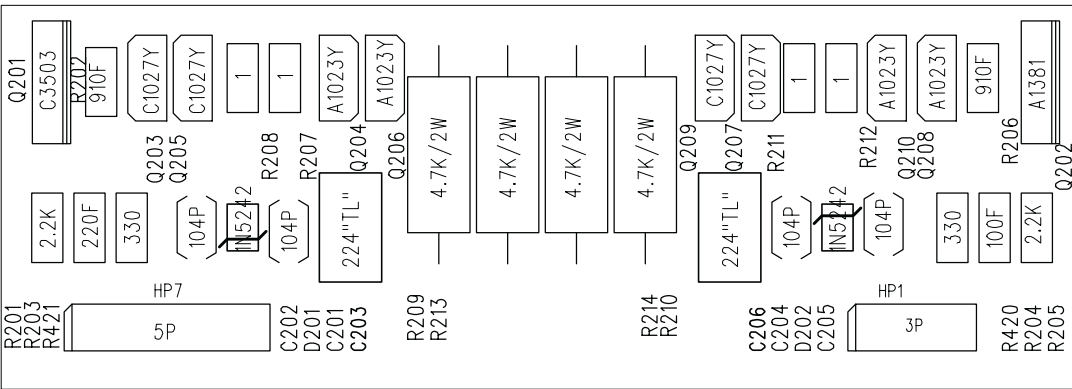 Q201
C3503
R202
910F
C1027Y
C1027Y
1
1
A1023Y
A1023Y
4.7K/2W
4.7K/2W
4.7K/2W
4.7K/2W
C1027Y
C1027Y
1
1
A1023Y
A1023Y
910F
A1381
Q203
Q205
R208
R207
Q204
Q206
Q209
Q207
R211
R212
Q210
Q208
R206
Q202
2.2K
220F
330
104P
1N5242
104P
224"TL"
224"TL"
104P
1N5242
104P
330
100F
2.2K
HP7
HP1
R201
R203
R421
5P
C202
D201
C201
C203
R209
R213
R214
R210
C206
C204
D202
C205
3P
R420
R204
R205